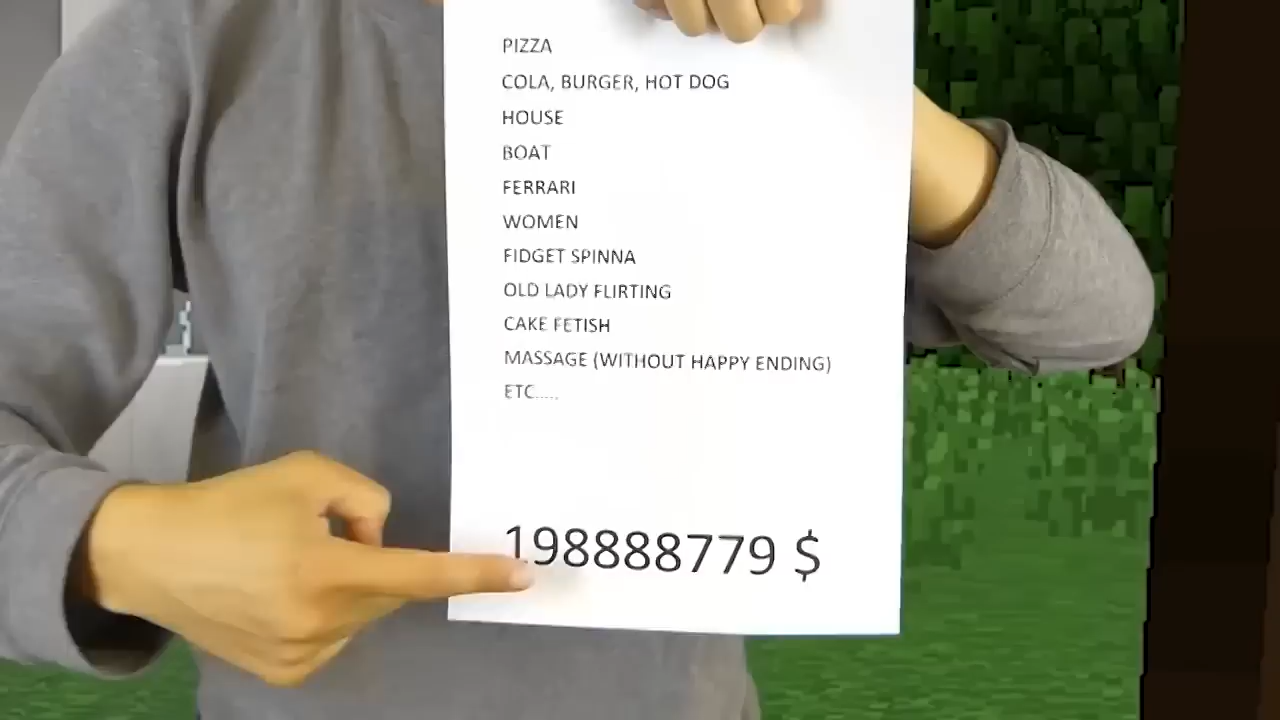 PIZZA
COLA, BURGER, HOT DOG
HOUSE
BOAT
FERRARI
WOMEN
FIDGET SPINNA
OLD LADY FLIRTING
CAKE FETISH
MASSAGE (WITHOUT HAPPY ENDING)
ETC.....
198888779 $